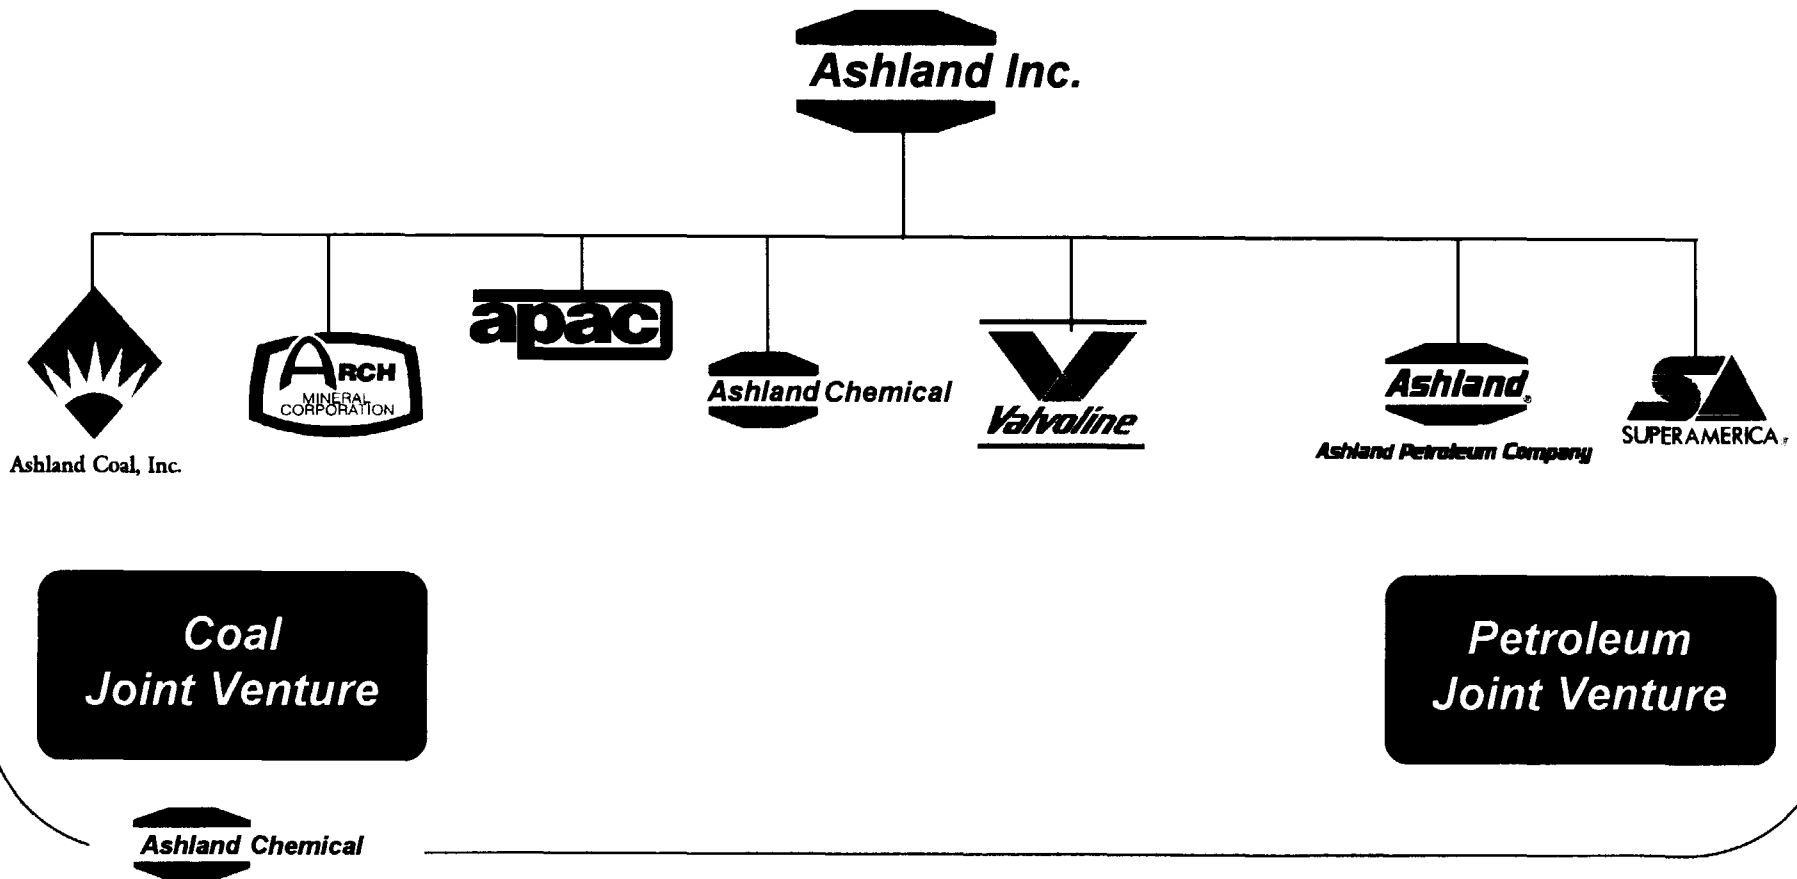 Ashland Inc.
apac
ARCH
MINERAL
CORPORATION
Ashland Chemical
Valvoline
Ashland®
Ashland Petroleum Company
SA
SUPERAMERICA
Ashland Coal, Inc.
Coal
Joint Venture
Petroleum
Joint Venture
Ashland Chemical